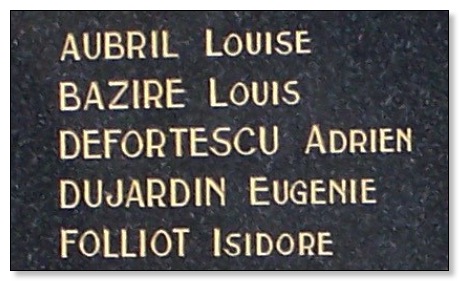 AUBRIL LOUISE
BAZIRE LOUIS
DEFORTESCU ADRIEN
DUJARDIN EUGENIE
FOLLIOT ISIDORE